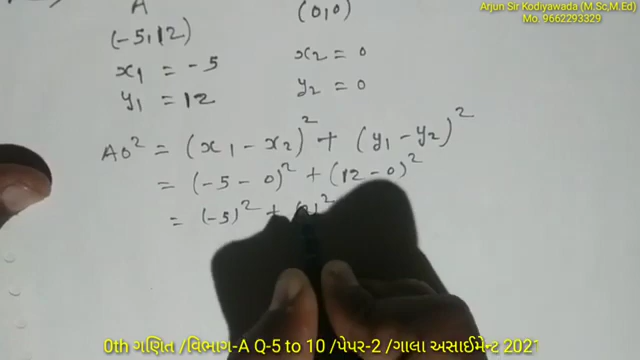 Arjun Sir Kodiyawada (M.Sc,M.Ed)
Mo: 9662293329
A (0,0)
(-5,12)
x₁ = -5 x₂ = 0
y₁ = 12 y₂ = 0
AO² = (x₁ - x₂)² + (y₁ - y₂)²
= (-5 - 0)² + (12 - 0)²
= (-5)² + ( )²
0th ગણિત /વિભાગ-A Q-5 to 10 /પેપર-2 /ગાલા અસાઈમેન્ટ 2021